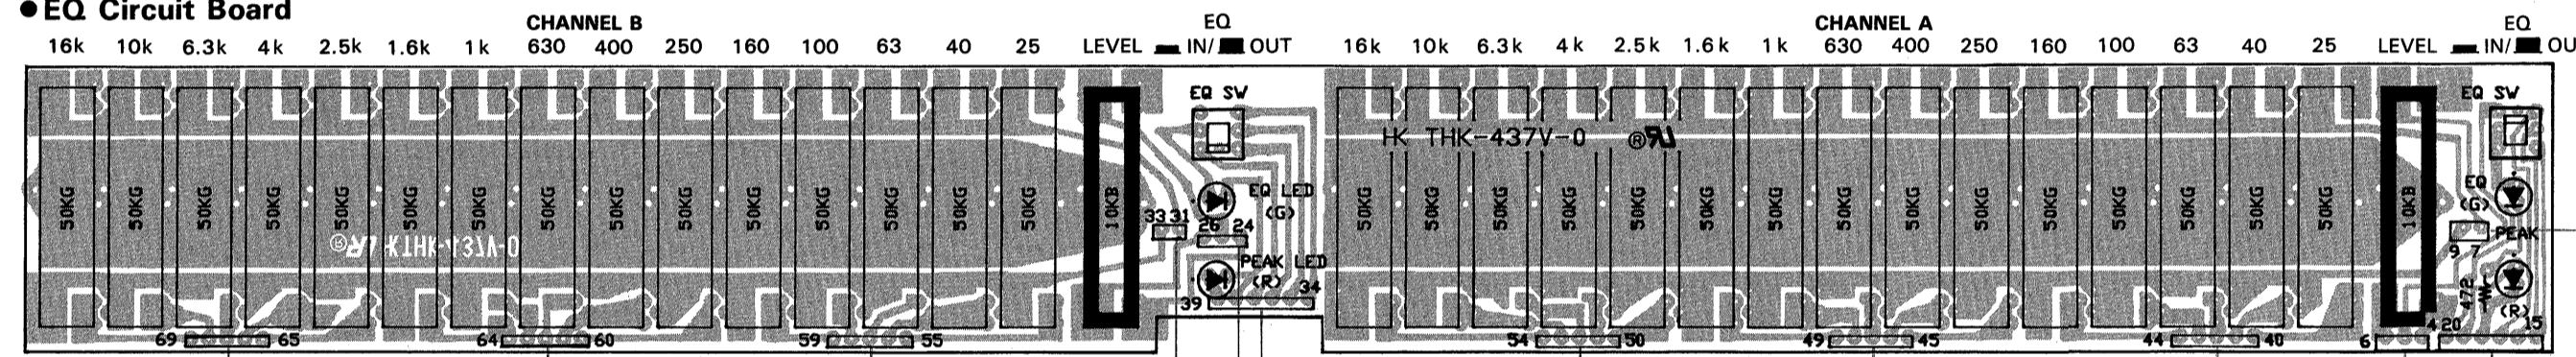 ●EQ Circuit Board
CHANNEL B
EQ
16k 10k 6.3k 4k 2.5k 1.6k 1k 630 400 250 160 100 63 40 25 LEVEL IN/ OUT
CHANNEL A
EQ
16k 10k 6.3k 4k 2.5k 1.6k 1k 630 400 250 160 100 63 40 25 LEVEL IN/ OU
EQ SW
EQ SW
HK THK-437V-0 ®
50KG 50KG 50KG 50KG 50KG 50KG 50KG 50KG 50KG 50KG 50KG 50KG 50KG 50KG 50KG 10KB
EQ LED
(G)
33 31
26 24
PEAK LED
(R)
39 34
50KG 50KG 50KG 50KG 50KG 50KG 50KG 50KG 50KG 50KG 50KG 50KG 50KG 50KG 50KG 10KB
EQ
(G)
PEAK
9 7
472
(R)
69 65 64 60 59 55
54 50 49 45 44 40 6 4 20 15